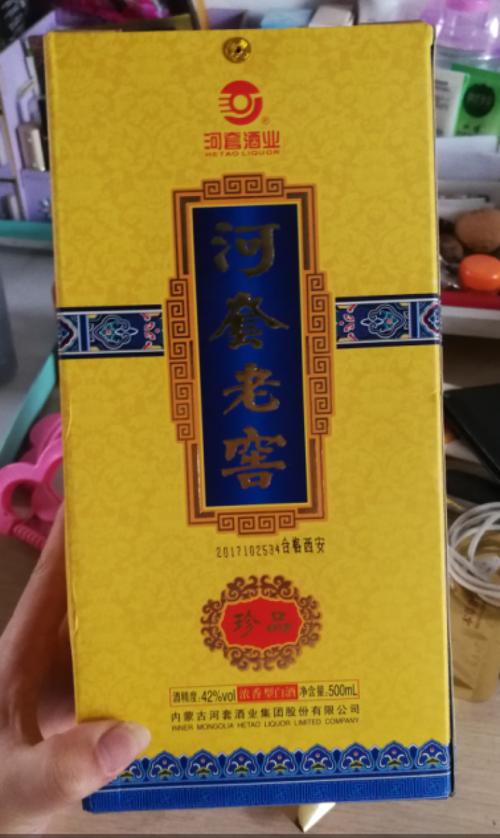 河套酒业®
HETAO LIQUOR
河套老窖
2017102534合格西安
珍品
酒精度:42%vol 浓香型白酒 净含量:500mL
内蒙古河套酒业集团股份有限公司
INNER MONGOLIA HETAO LIQUOR LIMITED COMPANY